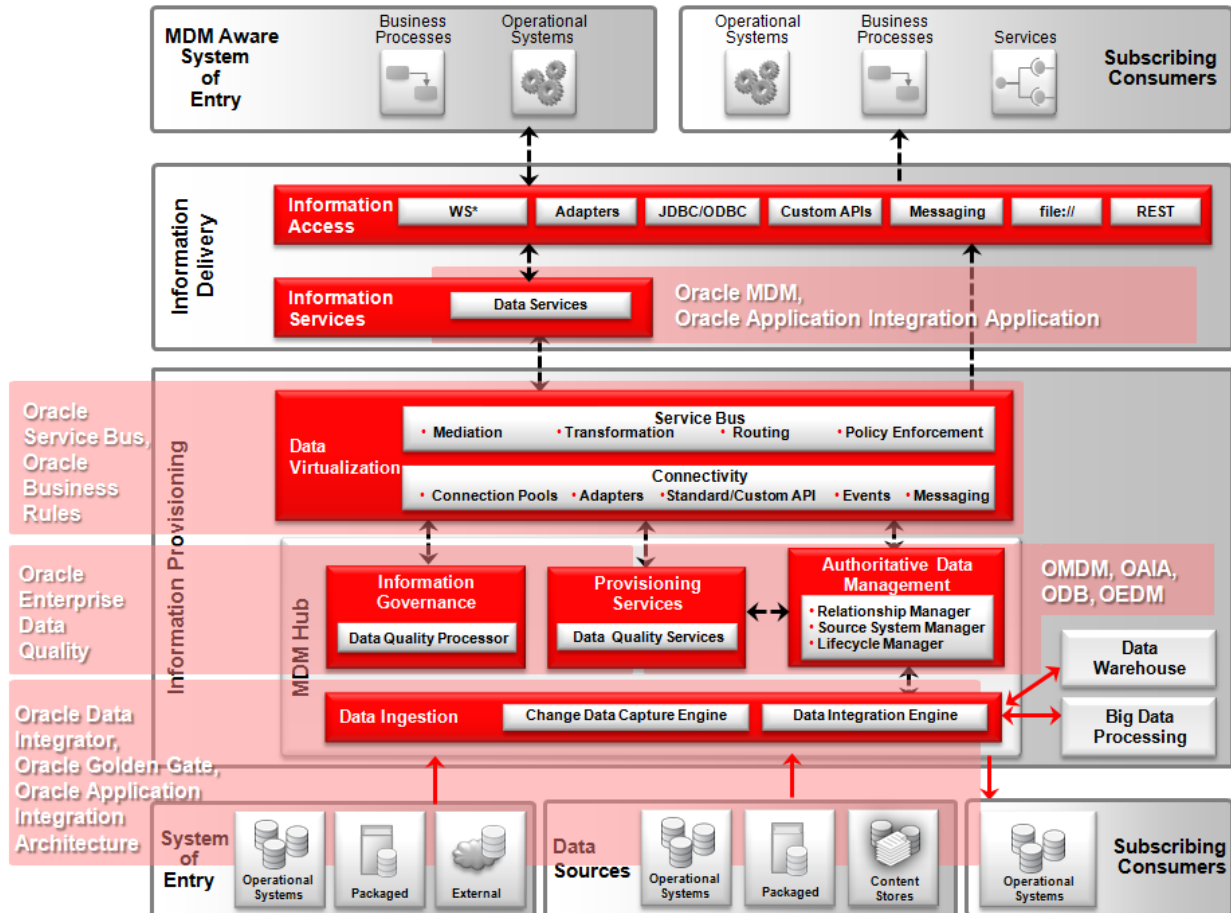 MDM Aware
System
of
Entry
Business
Processes
Operational
Systems
Operational
Systems
Business
Processes
Services
Subscribing
Consumers
Information
Delivery
Information
Access
WS*
Adapters
JDBC/ODBC
Custom APIs
Messaging
file://
REST
Information
Services
Data Services
Oracle MDM,
Oracle Application Integration Application
Information Provisioning
Oracle
Service Bus,
Oracle
Business
Rules
Data
Virtualization
Service Bus
• Mediation
• Transformation
• Routing
• Policy Enforcement
Connectivity
• Connection Pools
• Adapters
• Standard/Custom API
• Events
• Messaging
Oracle
Enterprise
Data
Quality
MDM Hub
Information
Governance
Data Quality Processor
Provisioning
Services
Data Quality Services
Authoritative Data
Management
• Relationship Manager
• Source System Manager
• Lifecycle Manager
OMDM, OAIA,
ODB, OEDM
Data
Warehouse
Big Data
Processing
Oracle Data
Integrator,
Oracle Golden Gate,
Oracle Application
Integration
Architecture
Data Ingestion
Change Data Capture Engine
Data Integration Engine
System
of
Entry
Operational
Systems
Packaged
External
Data
Sources
Operational
Systems
Packaged
Content
Stores
Operational
Systems
Subscribing
Consumers